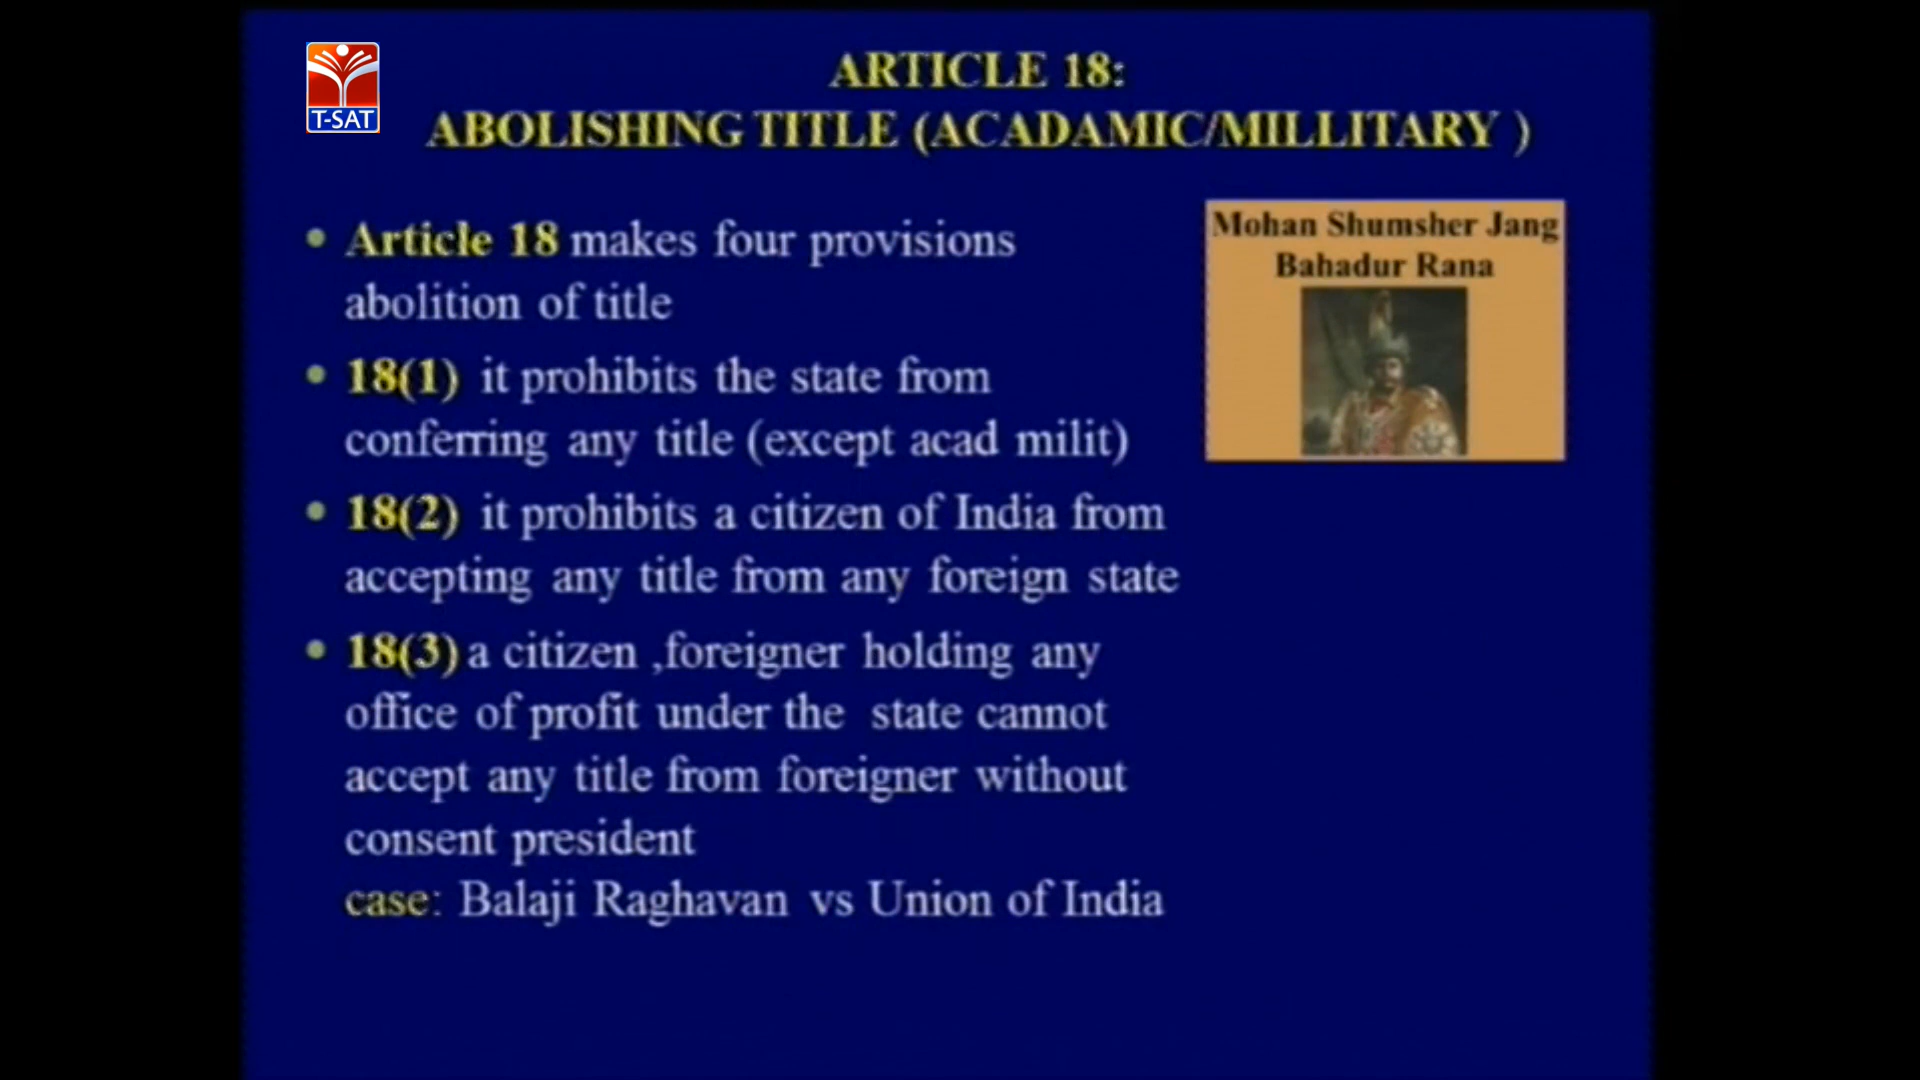 T-SAT
ARTICLE 18:
ABOLISHING TITLE (ACADAMIC/MILLITARY )
Mohan Shumsher Jang
Bahadur Rana
• Article 18 makes four provisions
abolition of title
• 18(1) it prohibits the state from
conferring any title (except acad milit)
• 18(2) it prohibits a citizen of India from
accepting any title from any foreign state
• 18(3) a citizen ,foreigner holding any
office of profit under the state cannot
accept any title from foreigner without
consent president
case: Balaji Raghavan vs Union of India